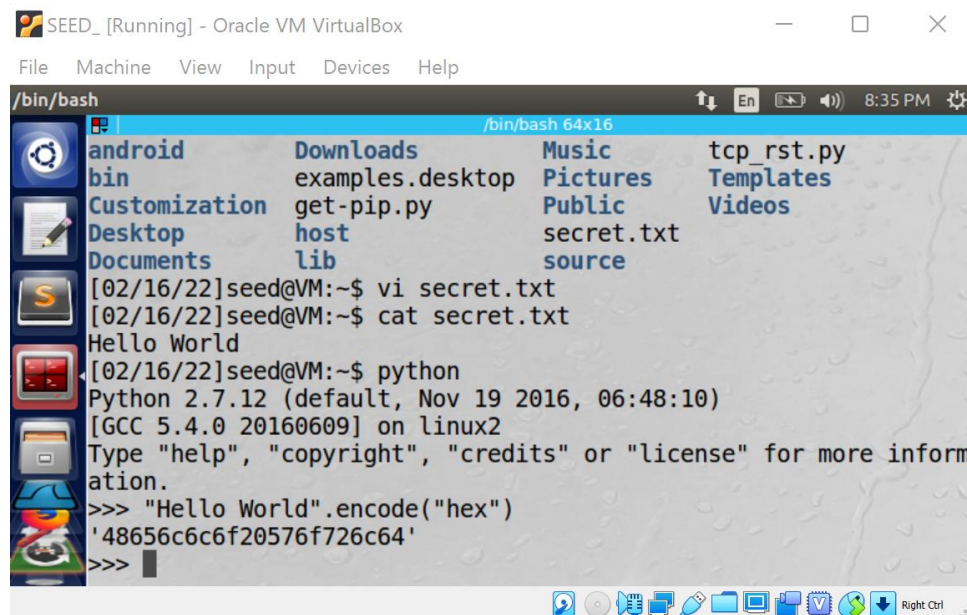 SEED_ [Running] - Oracle VM VirtualBox
File Machine View Input Devices Help
/bin/bash En 8:35 PM
/bin/bash 64x16
android Downloads Music tcp_rst.py
bin examples.desktop Pictures Templates
Customization get-pip.py Public Videos
Desktop host secret.txt
Documents lib source
[02/16/22]seed@VM:~$ vi secret.txt
[02/16/22]seed@VM:~$ cat secret.txt
Hello World
[02/16/22]seed@VM:~$ python
Python 2.7.12 (default, Nov 19 2016, 06:48:10)
[GCC 5.4.0 20160609] on linux2
Type "help", "copyright", "credits" or "license" for more inform
ation.
>>> "Hello World".encode("hex")
'48656c6c6f20576f726c64'
>>>
Right Ctrl